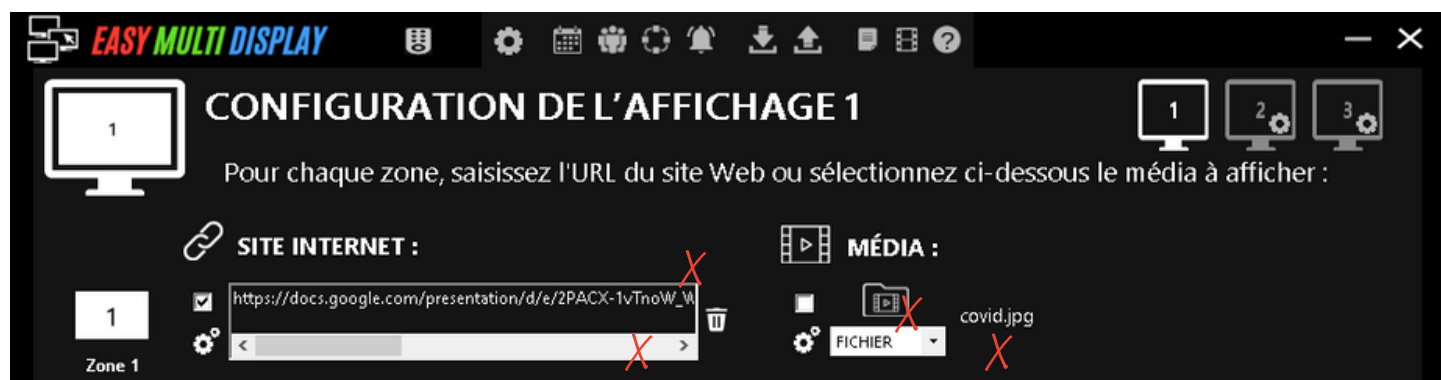 EASY MULTI DISPLAY
?
1
CONFIGURATION DE L’AFFICHAGE 1
1
2
3
Pour chaque zone, saisissez l'URL du site Web ou sélectionnez ci-dessous le média à afficher :
SITE INTERNET :
MÉDIA :
1
https://docs.google.com/presentation/d/e/2PACX-1vTnoW_W
covid.jpg
FICHIER
Zone 1